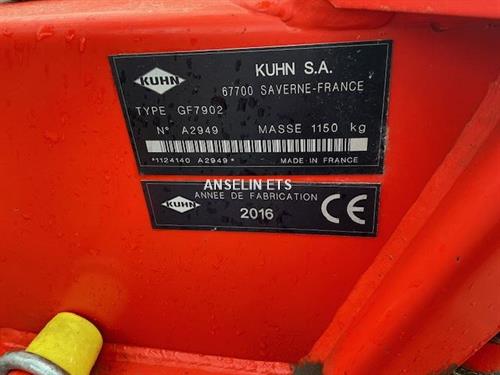 KUHN
KUHN S.A.
67700 SAVERNE-FRANCE
TYPE GF7902
N° A2949 MASSE 1150 kg
*1124140 A2949* MADE IN FRANCE
ANSELIN ETS
ANNEE DE FABRICATION
KUHN
2016
CE